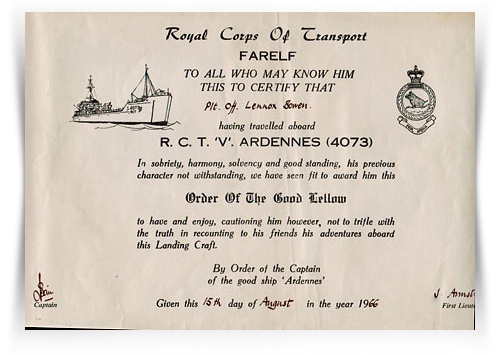 Royal Corps Of Transport
FARELF
TO ALL WHO MAY KNOW HIM
THIS TO CERTIFY THAT
Plt. Off. Lennox Bowen.
having travelled aboard
R. C. T. 'V'. ARDENNES (4073)
In sobriety, harmony, solvency and good standing, his previous
character not withstanding, we have seen fit to award him this
Order Of The Good Lellow
to have and enjoy, cautioning him however, not to trifle with
the truth in recounting to his friends his adventures aboard
this Landing Craft.
By Order of the Captain
of the good ship 'Ardennes'
Captain
Given this 15th day of August in the year 1966
First Lieut